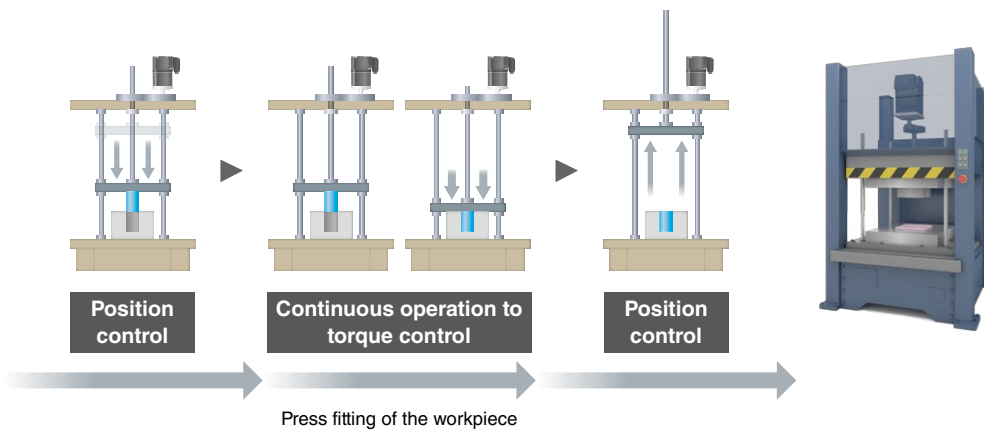 Position
control
Continuous operation to
torque control
Position
control
Press fitting of the workpiece